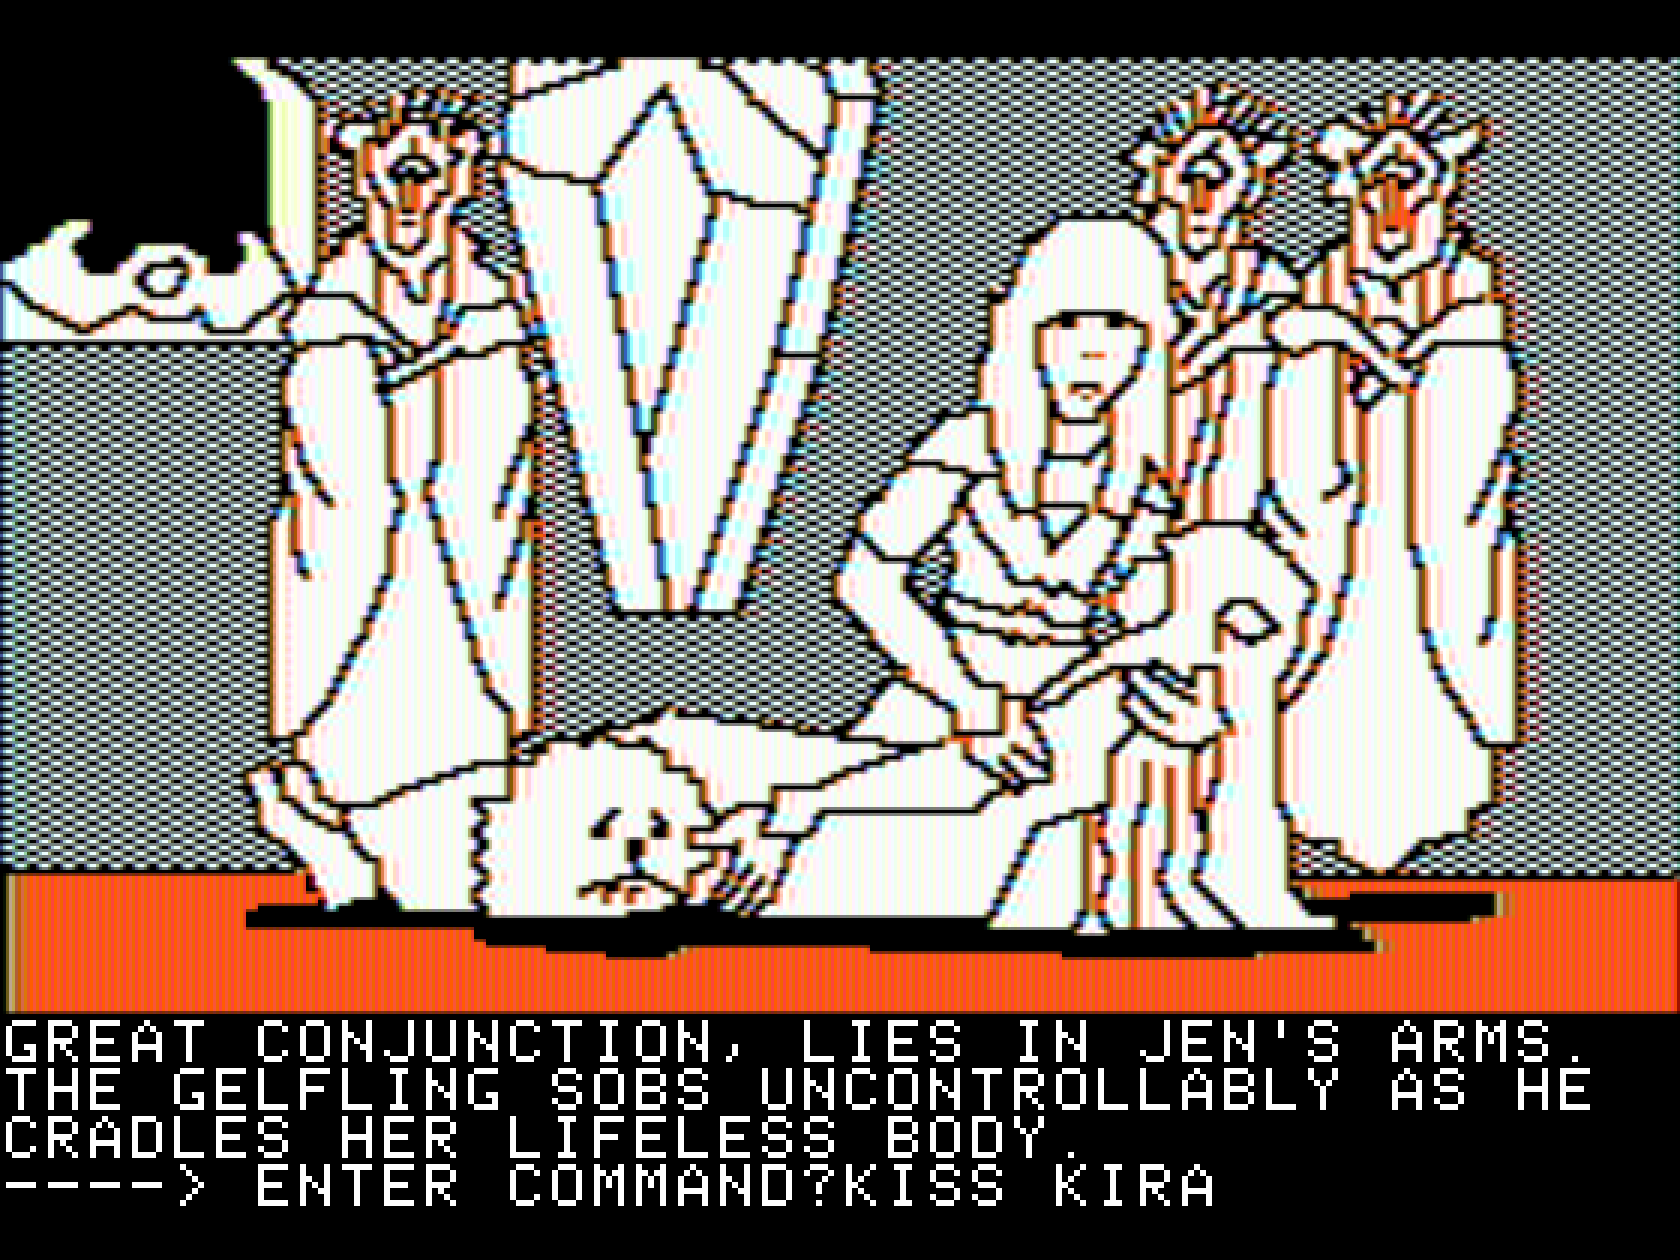 GREAT CONJUNCTION, LIES IN JEN'S ARMS.
THE GELFLING SOBS UNCONTROLLABLY AS HE
CRADLES HER LIFELESS BODY.
----> ENTER COMMAND?KISS KIRA